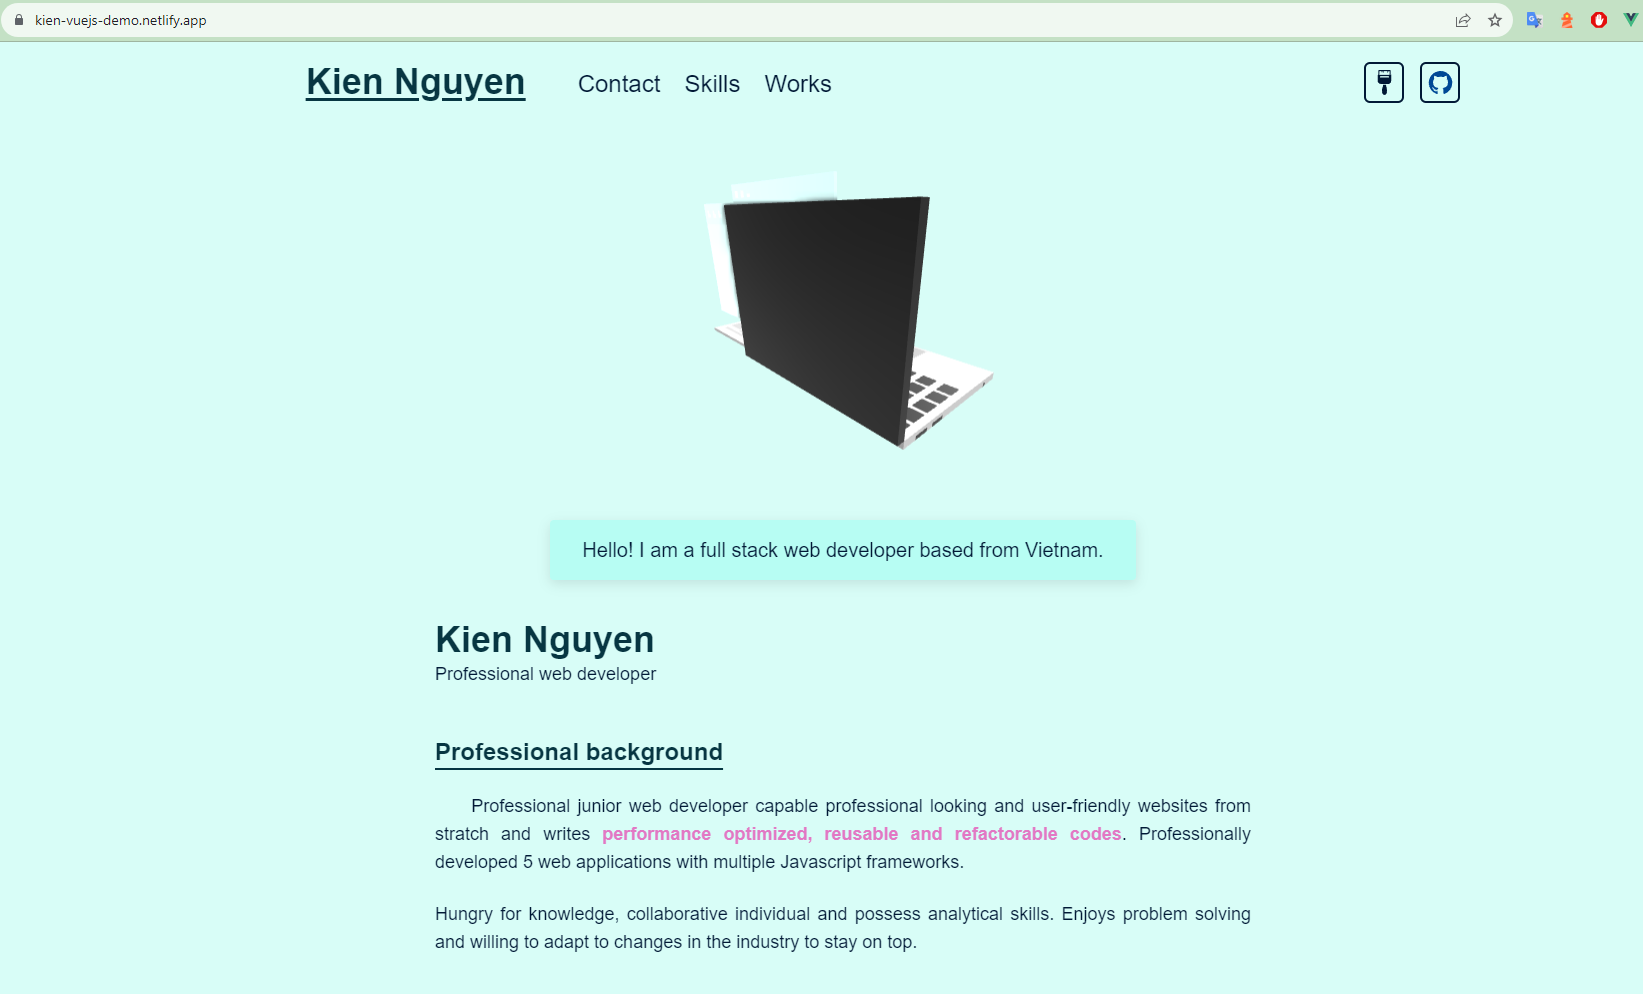 kien-vuejs-demo.netlify.app
Kien Nguyen Contact Skills Works
Hello! I am a full stack web developer based from Vietnam.
Kien Nguyen
Professional web developer
Professional background
Professional junior web developer capable professional looking and user-friendly websites from
stratch and writes performance optimized, reusable and refactorable codes. Professionally
developed 5 web applications with multiple Javascript frameworks.
Hungry for knowledge, collaborative individual and possess analytical skills. Enjoys problem solving
and willing to adapt to changes in the industry to stay on top.